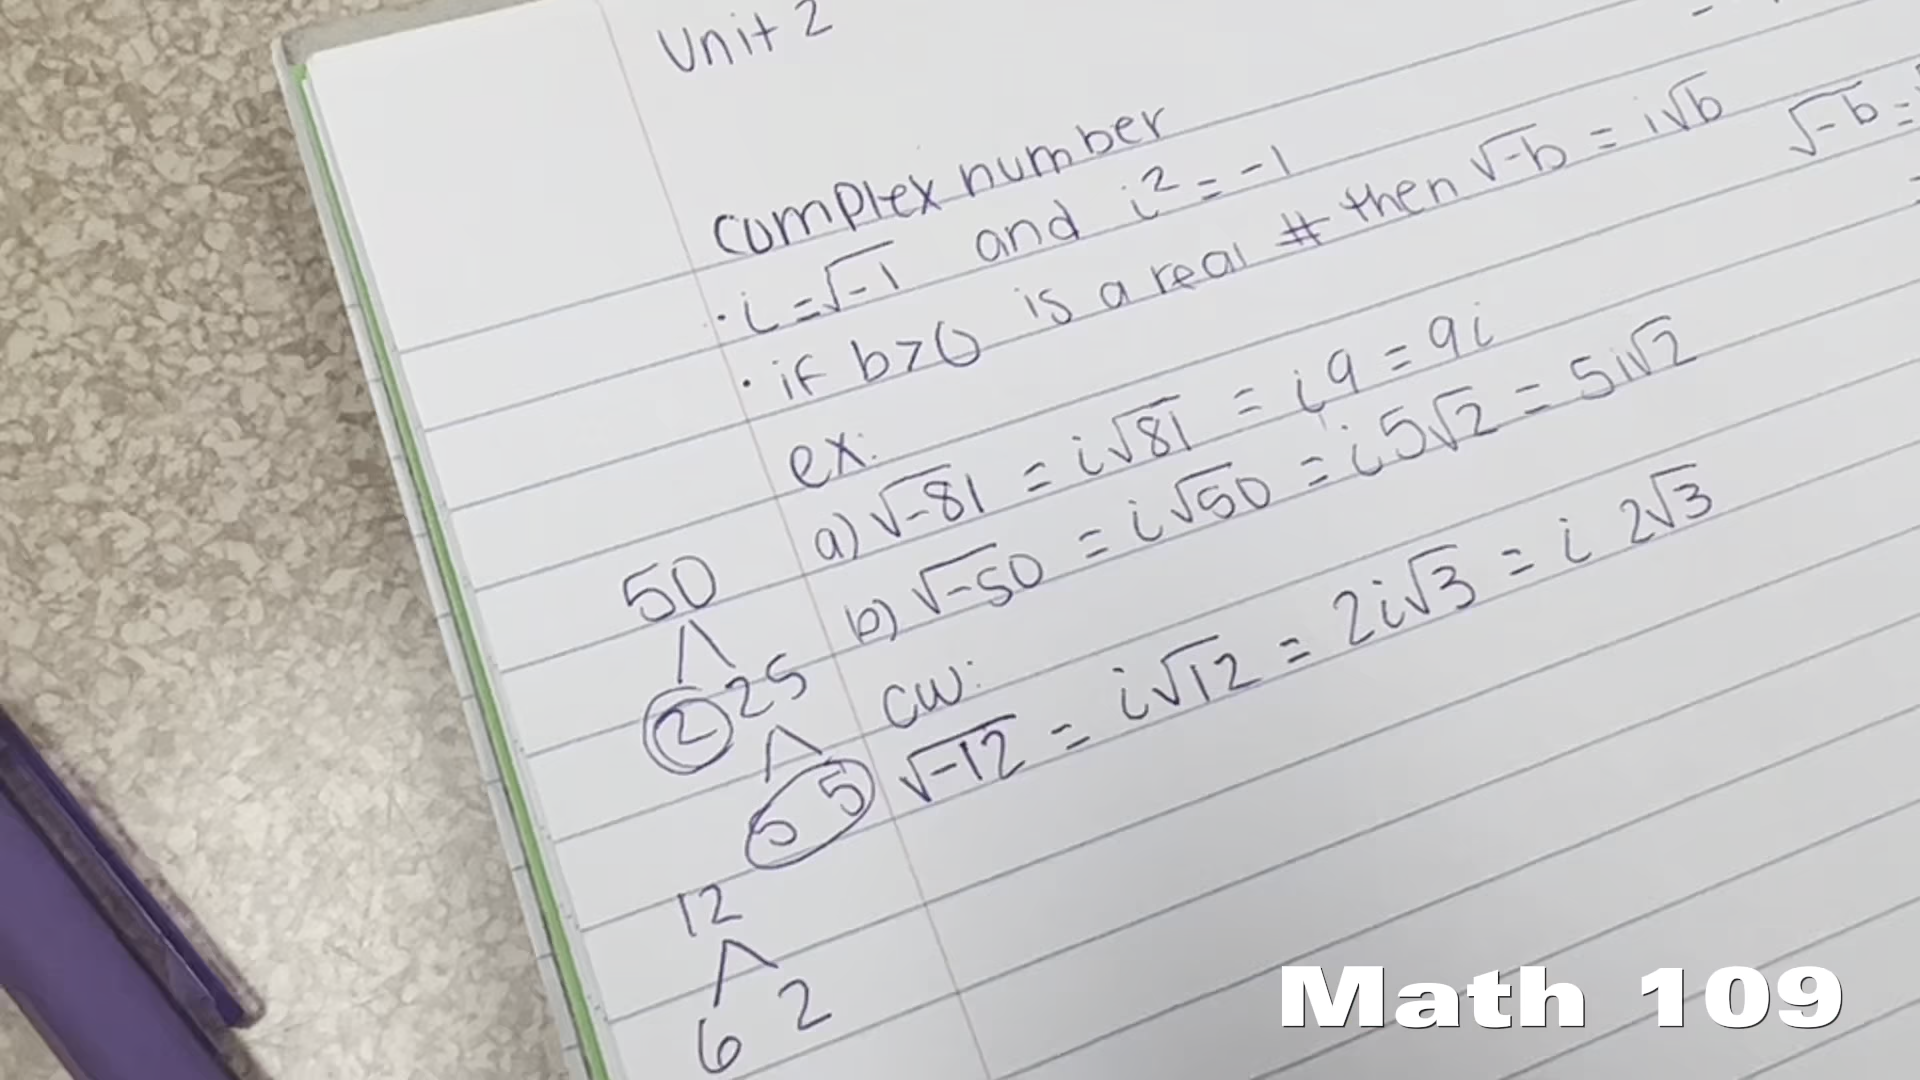 Unit 2
complex number
· i = √-1 and i² = -1
· if b>0 is a real # then √-b = i√b √-b =
ex:
a) √-81 = i√81 = i9 = 9i
b) √-50 = i√50 = i5√2 = 5i√2
cw:
√-12 = i√12 = 2i√3 = i 2√3
50
2 25
5 5
12
6 2
Math 109